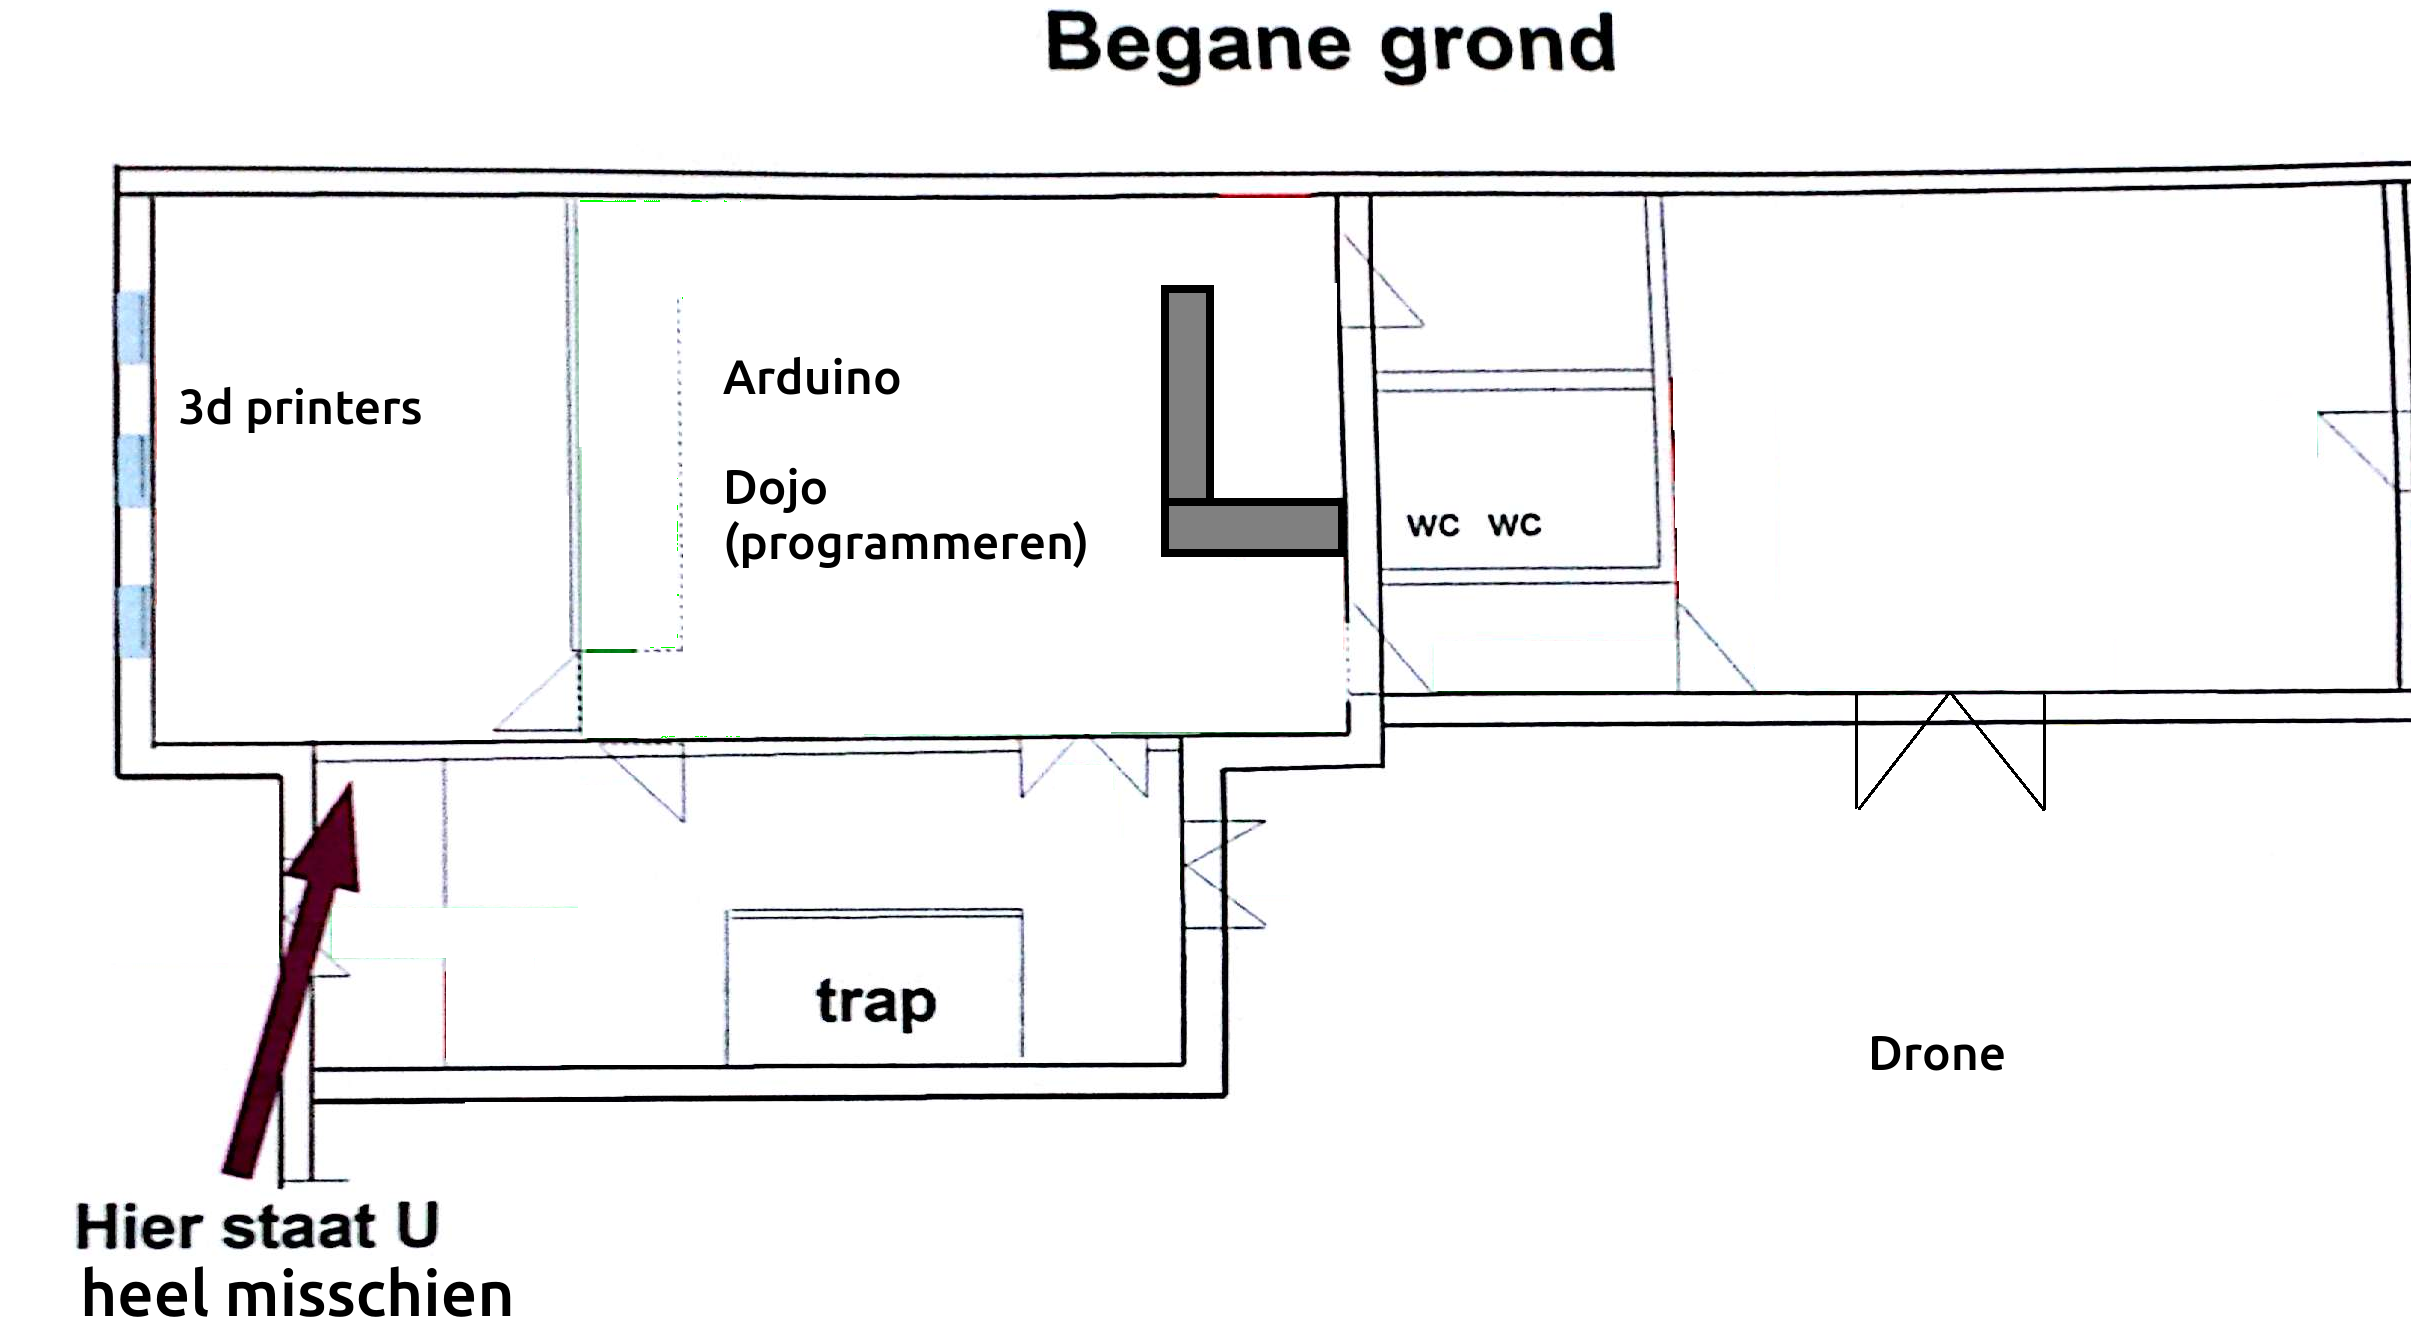 Begane grond
3d printers
Arduino
Dojo
(programmeren)
wc wc
trap
Drone
Hier staat U
heel misschien